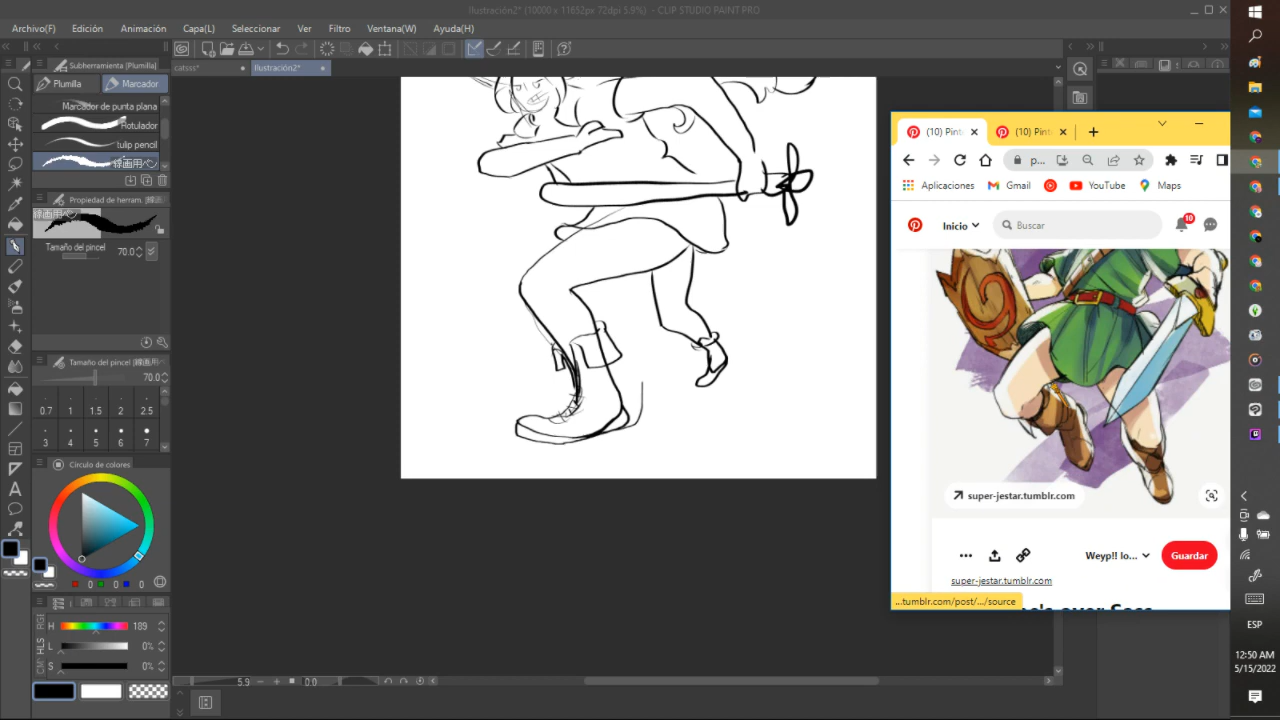 Ilustración2* (10000 x 11652px 72dpi 5.9%) - CLIP STUDIO PAINT PRO
Archivo(F) Edición Animación Capa(L) Seleccionar Ver Filtro Ventana(W) Ayuda(H)
Subherramienta (Plumilla)
Plumilla Marcador
Marcador de punta plana
Rotulador
tulip pencil
線画用ペン
Propiedad de herram.
線画用ペン
Tamaño del pincel 70.0
Tamaño del pincel
70.0
0.7 1 1.5 2 2.5
3 4 5 6 7
Círculo de colores
0 0 0
RGB
HLS
H 189
L 0%
S 0%
catsss* Ilustración2*
5.9 0.0
(10) Pint (10) Pint
p...
Aplicaciones Gmail YouTube Maps
Inicio Buscar 10
super-jestar.tumblr.com
Weyp!! lo... Guardar
super-jestar.tumblr.com
...tumblr.com/post/.../source
ESP
12:50 AM
5/15/2022